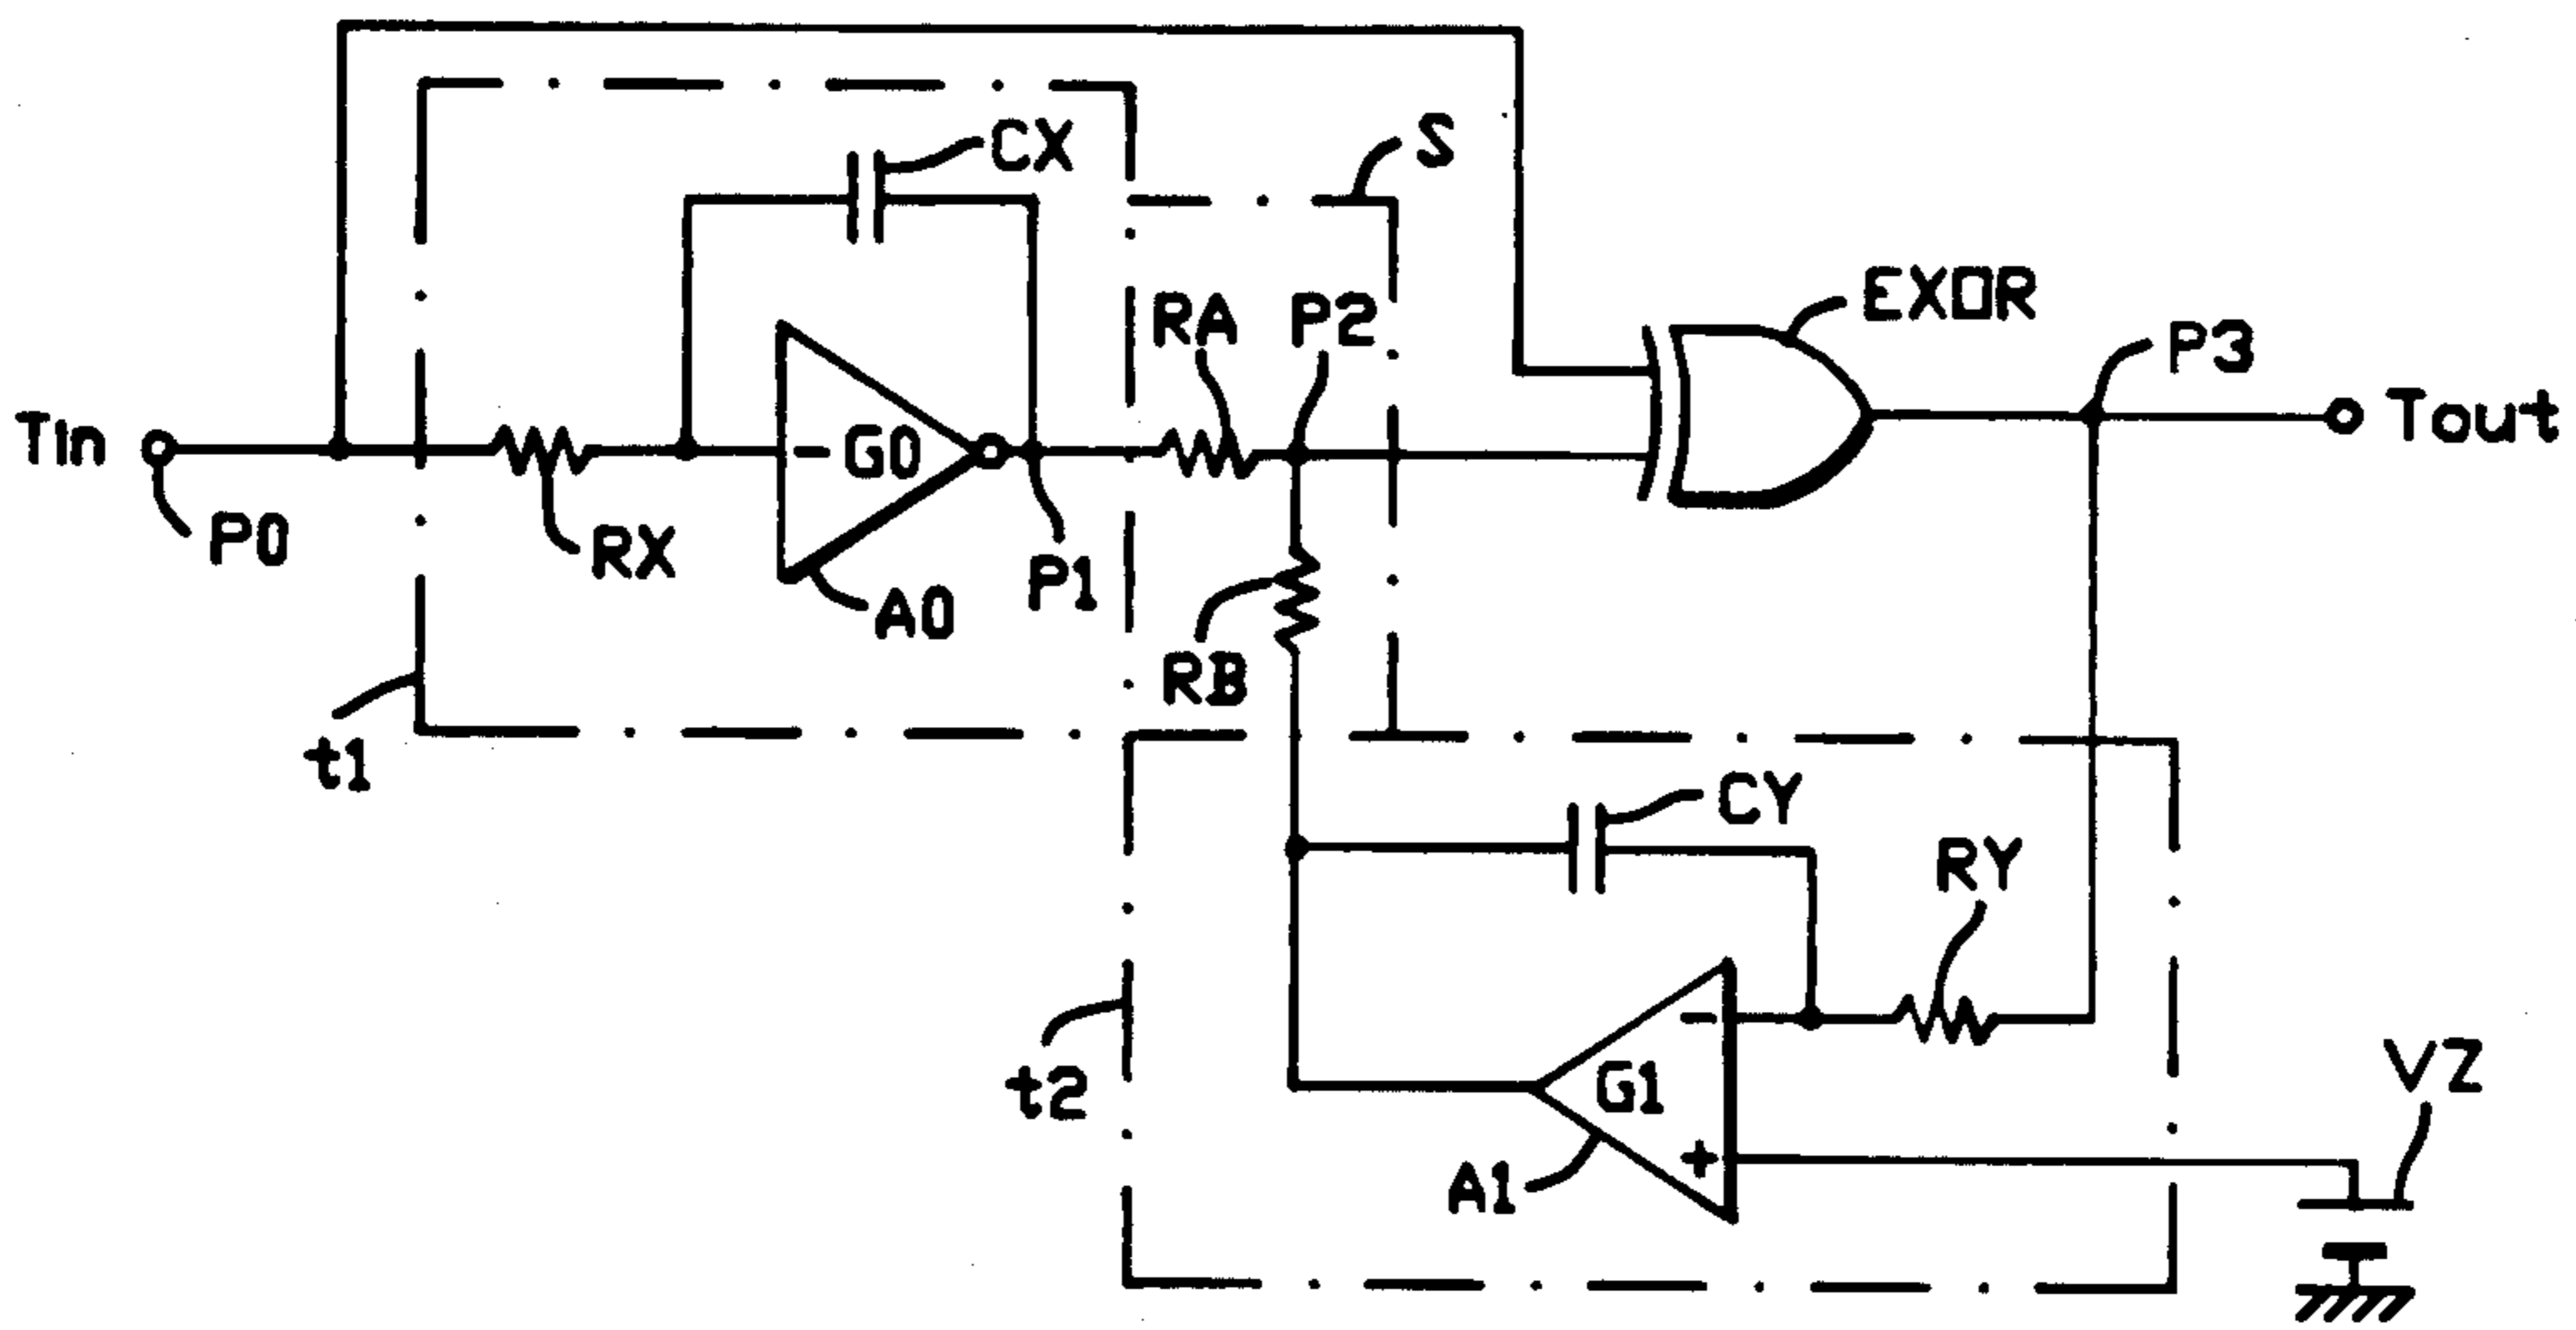 CX
S
EXOR
RA
P2
P3
Tin
G0
Tout
P0
RX
P1
A0
RB
t1
CY
RY
t2
G1
VZ
A1
-
-
+